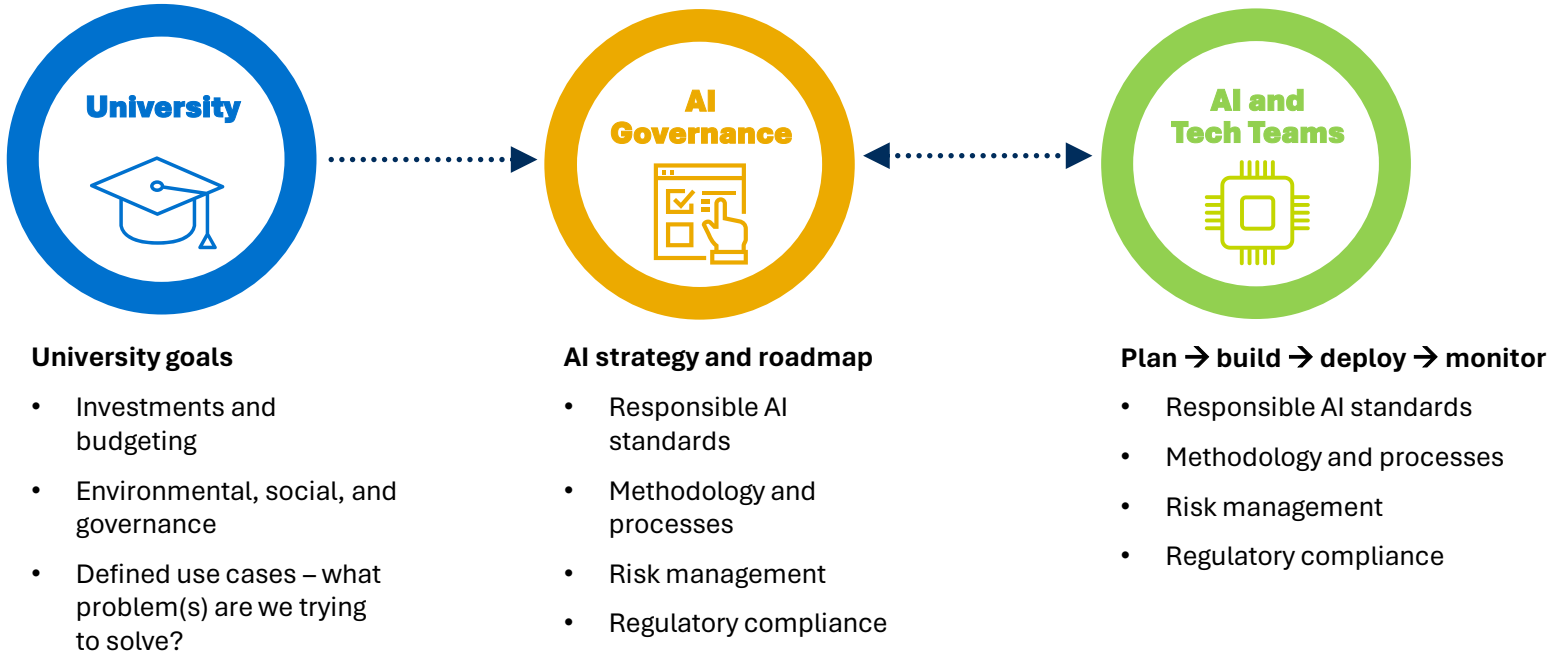 University
AI
Governance
AI and
Tech Teams
University goals
• Investments and
budgeting
• Environmental, social, and
governance
• Defined use cases – what
problem(s) are we trying
to solve?
AI strategy and roadmap
• Responsible AI
standards
• Methodology and
processes
• Risk management
• Regulatory compliance
Plan → build → deploy → monitor
• Responsible AI standards
• Methodology and processes
• Risk management
• Regulatory compliance